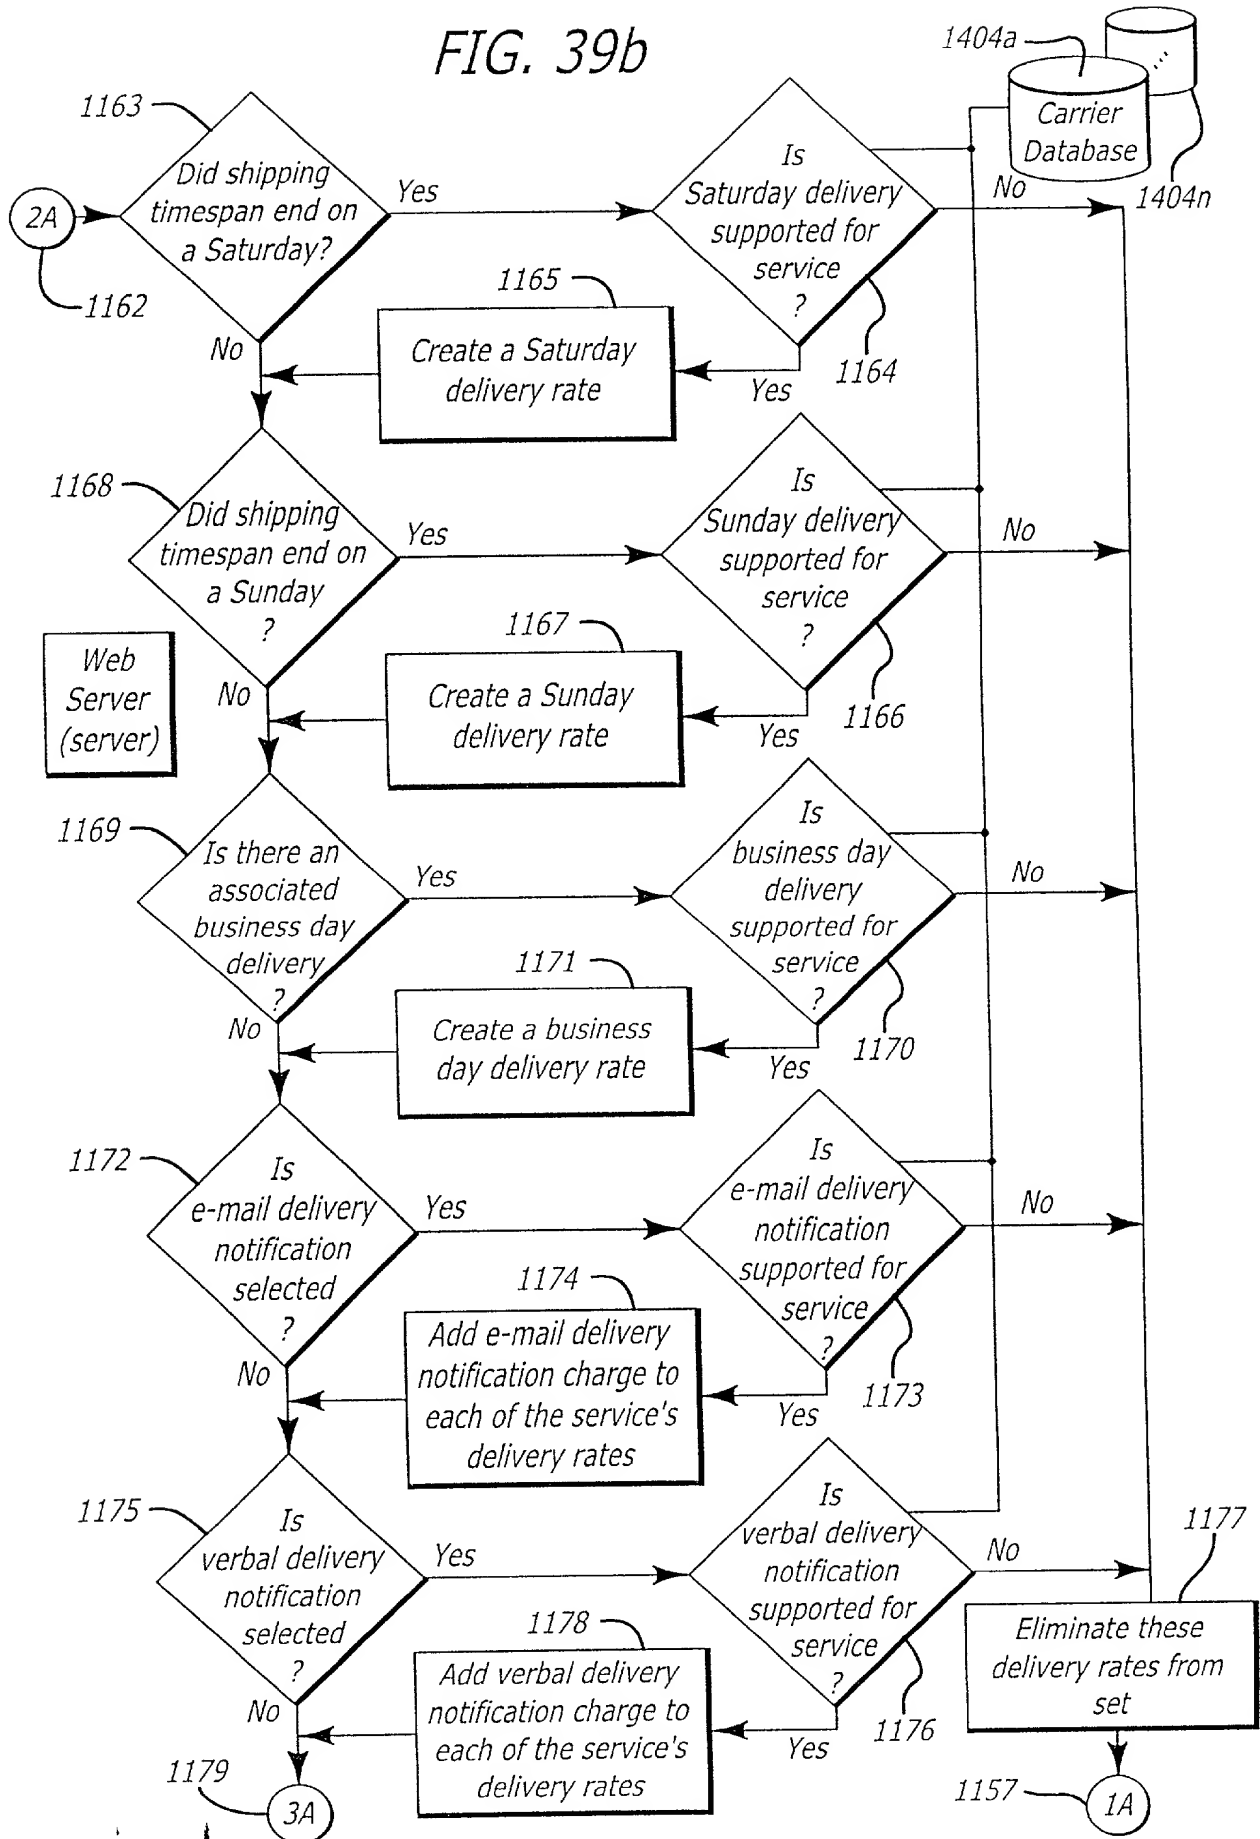 FIG. 39b
1404a
Carrier
Database
1404n
1163
Did shipping
timespan end on
a Saturday?
2A
1162
Yes
Is
Saturday delivery
supported for
service
?
No
1164
1165
Create a Saturday
delivery rate
Yes
No
1168
Did shipping
timespan end on
a Sunday
?
Yes
Is
Sunday delivery
supported for
service
?
No
1166
1167
Create a Sunday
delivery rate
Yes
No
Web
Server
(server)
1169
Is there an
associated
business day
delivery
?
Yes
Is
business day
delivery
supported for
service
?
No
1170
1171
Create a business
day delivery rate
Yes
No
1172
Is
e-mail delivery
notification
selected
?
Yes
Is
e-mail delivery
notification
supported for
service
?
No
1173
1174
Add e-mail delivery
notification charge to
each of the service's
delivery rates
Yes
No
1175
Is
verbal delivery
notification
selected
?
Yes
Is
verbal delivery
notification
supported for
service
?
No
1176
1177
Eliminate these
delivery rates from
set
1178
Add verbal delivery
notification charge to
each of the service's
delivery rates
Yes
No
1179
3A
1157
1A